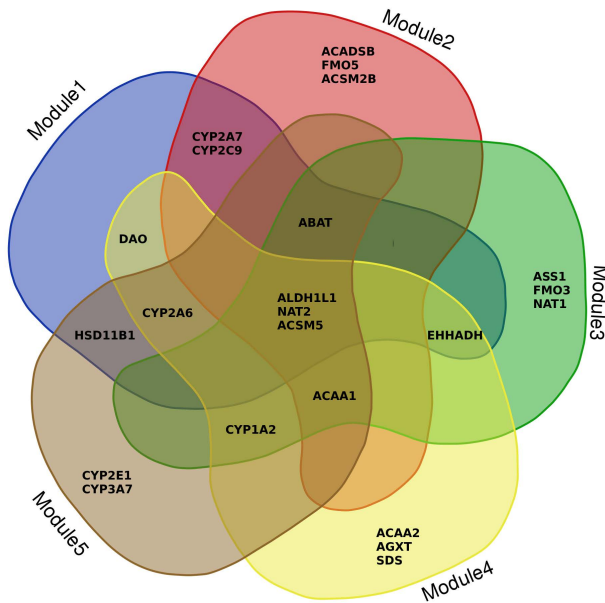 Module2
ACADSB
FMO5
ACSM2B
Module1
CYP2A7
CYP2C9
ABAT
DAO
ASS1
FMO3
NAT1
Module3
ALDH1L1
NAT2
ACSM5
CYP2A6
HSD11B1
EHHADH
ACAA1
CYP1A2
CYP2E1
CYP3A7
Module5
ACAA2
AGXT
SDS
Module4